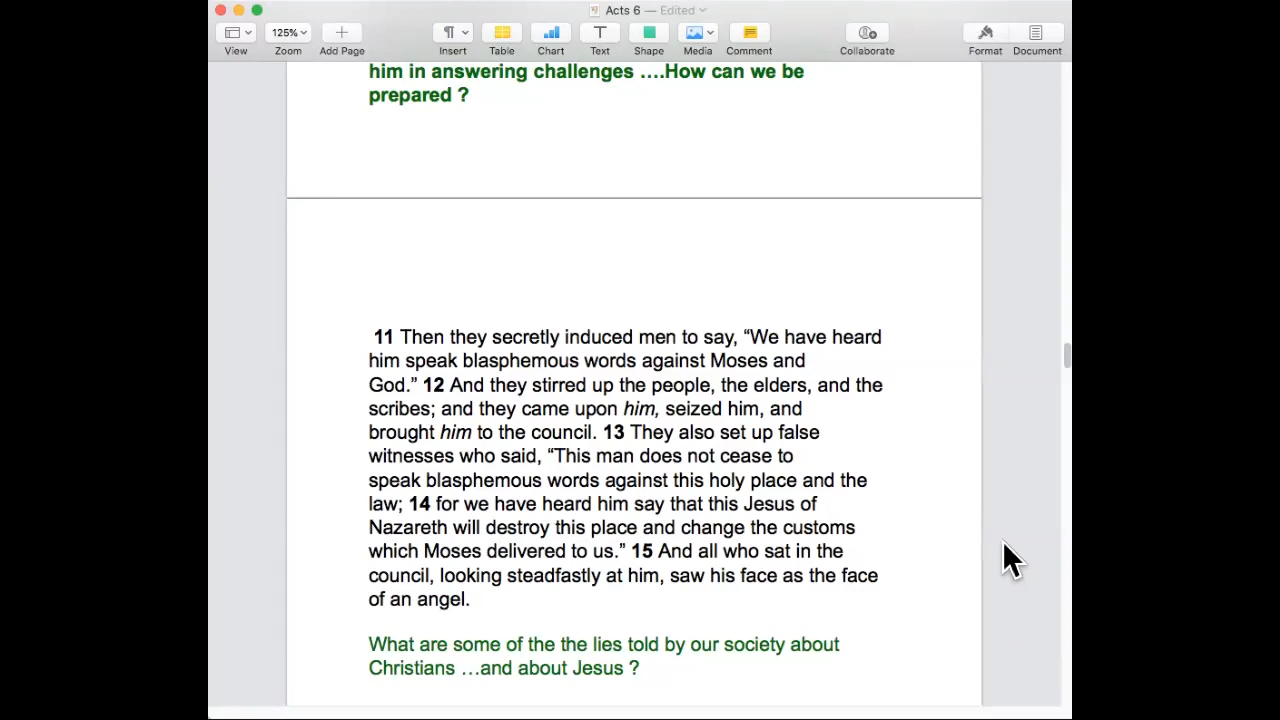 Acts 6 — Edited
125%
View
Zoom
Add Page
Insert
Table
Chart
Text
Shape
Media
Comment
Collaborate
Format
Document
him in answering challenges ….How can we be
prepared ?
11 Then they secretly induced men to say, “We have heard
him speak blasphemous words against Moses and
God.” 12 And they stirred up the people, the elders, and the
scribes; and they came upon him, seized him, and
brought him to the council. 13 They also set up false
witnesses who said, “This man does not cease to
speak blasphemous words against this holy place and the
law; 14 for we have heard him say that this Jesus of
Nazareth will destroy this place and change the customs
which Moses delivered to us.” 15 And all who sat in the
council, looking steadfastly at him, saw his face as the face
of an angel.
What are some of the the lies told by our society about
Christians …and about Jesus ?